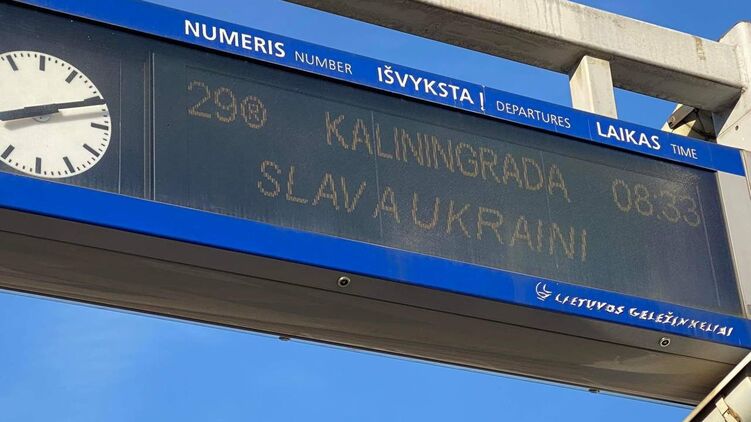 NUMERIS NUMBER IŠVYKSTA Į DEPARTURES LAIKAS TIME
29® KALININGRADA 08:33
SLAVA UKRAINI
LIETUVOS GELEŽINKELIAI